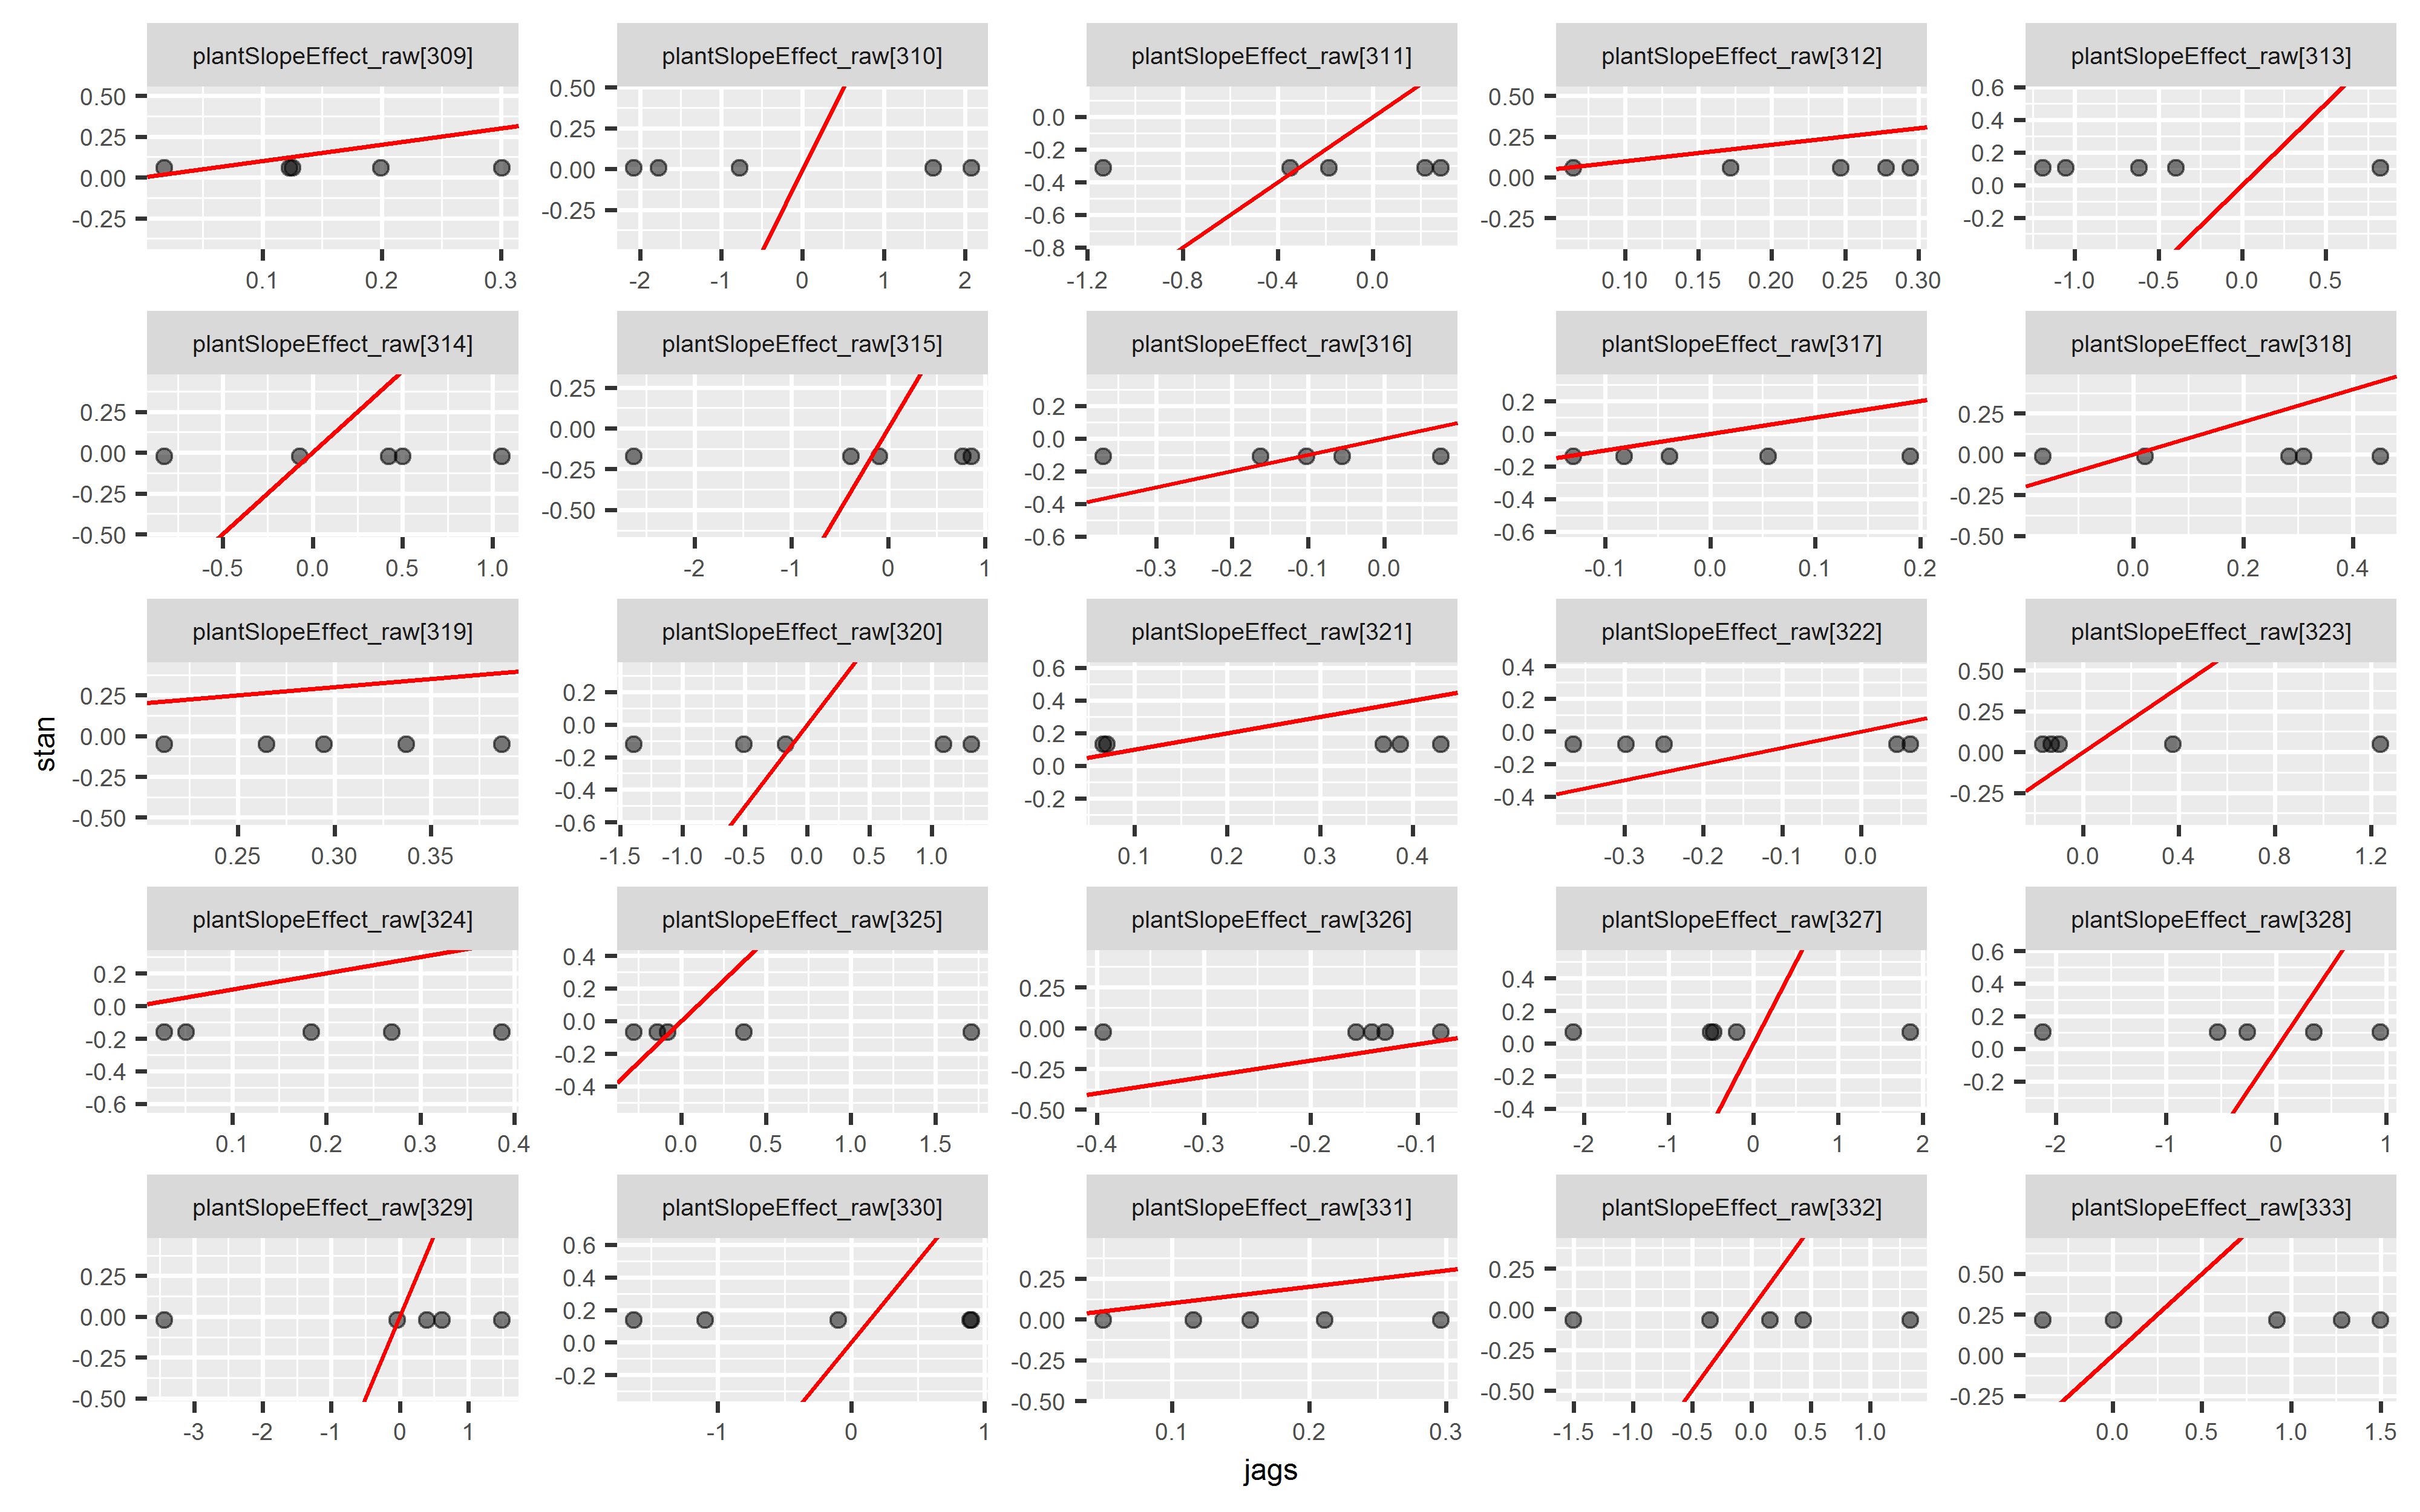 plantSlopeEffect_raw[309] plantSlopeEffect_raw[310] plantSlopeEffect_raw[311] plantSlopeEffect_raw[312] plantSlopeEffect_raw[313]
0.50 0.50 0.0 0.50 0.6
0.25 0.25 -0.2 0.25 0.4
0.00 0.00 -0.4 0.00 0.2
-0.25 -0.25 -0.6 -0.25 0.0
-0.8 -0.2
0.1 0.2 0.3 -2 -1 0 1 2 -1.2 -0.8 -0.4 0.0 0.10 0.15 0.20 0.25 0.30 -1.0 -0.5 0.0 0.5
plantSlopeEffect_raw[314] plantSlopeEffect_raw[315] plantSlopeEffect_raw[316] plantSlopeEffect_raw[317] plantSlopeEffect_raw[318]
0.25 0.25 0.2 0.2 0.25
0.00 0.00 0.0 0.0 0.00
-0.25 -0.25 -0.2 -0.2 -0.25
-0.50 -0.50 -0.4 -0.4 -0.50
-0.6 -0.6
-0.5 0.0 0.5 1.0 -2 -1 0 1 -0.3 -0.2 -0.1 0.0 -0.1 0.0 0.1 0.2 0.0 0.2 0.4
plantSlopeEffect_raw[319] plantSlopeEffect_raw[320] plantSlopeEffect_raw[321] plantSlopeEffect_raw[322] plantSlopeEffect_raw[323]
0.25 0.2 0.6 0.4 0.50
0.00 0.0 0.4 0.2 0.25
-0.25 -0.2 0.2 0.0 0.00
-0.50 -0.4 0.0 -0.2 -0.25
-0.6 -0.2 -0.4
0.25 0.30 0.35 -1.5 -1.0 -0.5 0.0 0.5 1.0 0.1 0.2 0.3 0.4 -0.3 -0.2 -0.1 0.0 0.0 0.4 0.8 1.2
stan
plantSlopeEffect_raw[324] plantSlopeEffect_raw[325] plantSlopeEffect_raw[326] plantSlopeEffect_raw[327] plantSlopeEffect_raw[328]
0.2 0.4 0.25 0.4 0.6
0.0 0.2 0.00 0.2 0.4
-0.2 0.0 -0.25 0.0 0.2
-0.4 -0.2 -0.50 -0.2 0.0
-0.6 -0.4 -0.4 -0.2
0.1 0.2 0.3 0.4 0.0 0.5 1.0 1.5 -0.4 -0.3 -0.2 -0.1 -2 -1 0 1 2 -2 -1 0 1
plantSlopeEffect_raw[329] plantSlopeEffect_raw[330] plantSlopeEffect_raw[331] plantSlopeEffect_raw[332] plantSlopeEffect_raw[333]
0.25 0.6 0.25 0.25 0.50
0.00 0.4 0.00 0.00 0.25
-0.25 0.2 -0.25 -0.25 0.00
-0.50 0.0 -0.50 -0.50 -0.25
-0.2
-3 -2 -1 0 1 -1 0 1 0.1 0.2 0.3 -1.5 -1.0 -0.5 0.0 0.5 1.0 0.0 0.5 1.0 1.5
jags